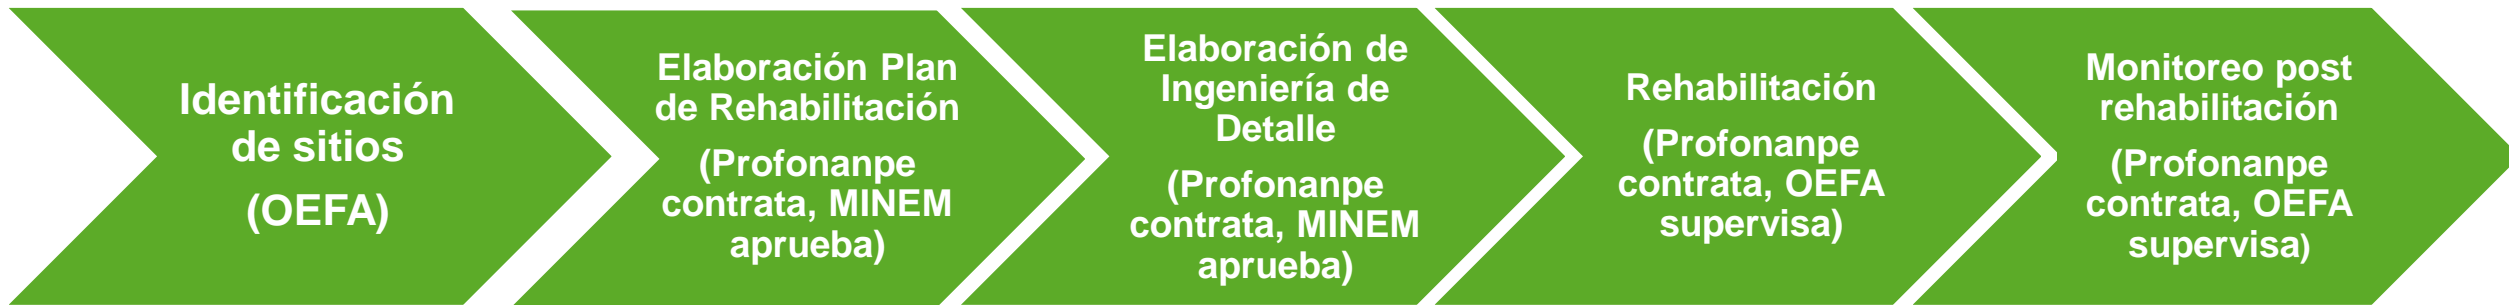 Identificación
de sitios
(OEFA)
Elaboración Plan
de Rehabilitación
(Profonanpe
contrata, MINEM
aprueba)
Elaboración de
Ingeniería de
Detalle
(Profonanpe
contrata, MINEM
aprueba)
Rehabilitación
(Profonanpe
contrata, OEFA
supervisa)
Monitoreo post
rehabilitación
(Profonanpe
contrata, OEFA
supervisa)